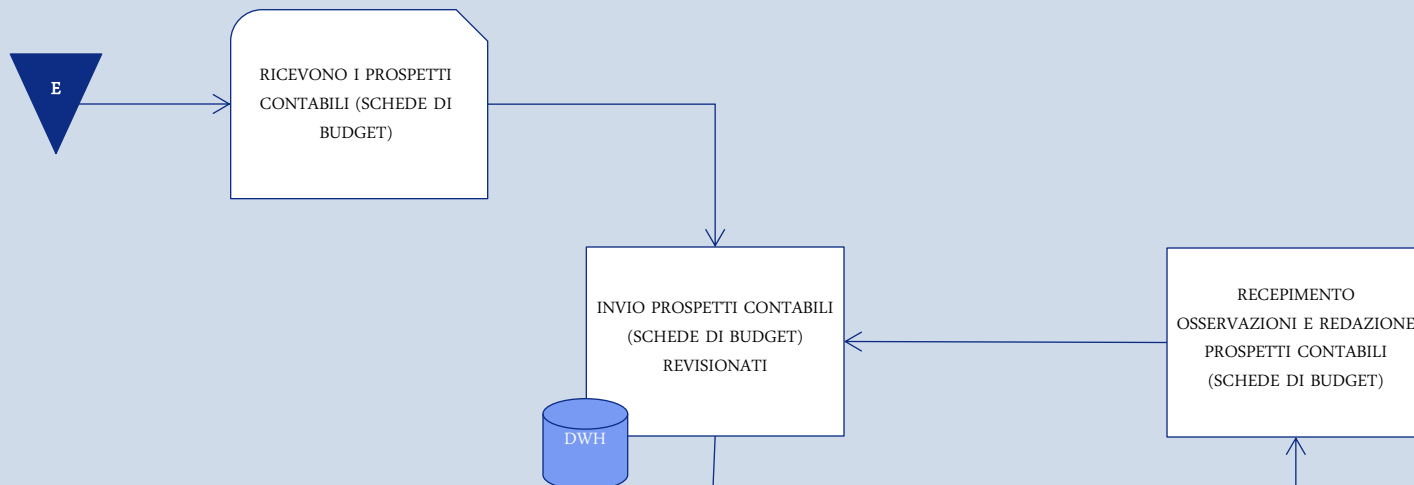 E
RICEVONO I PROSPETTI
CONTABILI (SCHEDE DI
BUDGET)
INVIO PROSPETTI CONTABILI
(SCHEDE DI BUDGET)
REVISIONATI
DWH
RECEPIMENTO
OSSERVAZIONI E REDAZIONE
PROSPETTI CONTABILI
(SCHEDE DI BUDGET)